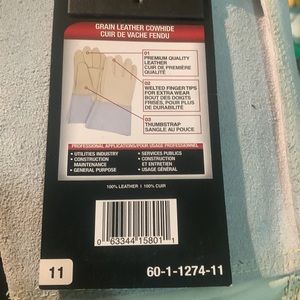 GRAIN LEATHER COWHIDE
CUIR DE VACHE FENDU
01
PREMIUM QUALITY
LEATHER
CUIR DE PREMIÈRE
QUALITÉ
02
WELTED FINGER TIPS
FOR EXTRA WEAR
BOUT DES DOIGTS
FRISÉS, POUR PLUS
DE DURABILITÉ
03
THUMBSTRAP
SANGLE AU POUCE
PROFESSIONAL APPLICATIONS/POUR USAGE PROFESSIONNEL
• UTILITIES INDUSTRY
• CONSTRUCTION
MAINTENANCE
• GENERAL PURPOSE
• SERVICES PUBLICS
• CONSTRUCTION
ET ENTRETIEN
• USAGE GÉNÉRAL
100% LEATHER | 100% CUIR
0 63344 15801 1
11
60-1-1274-11